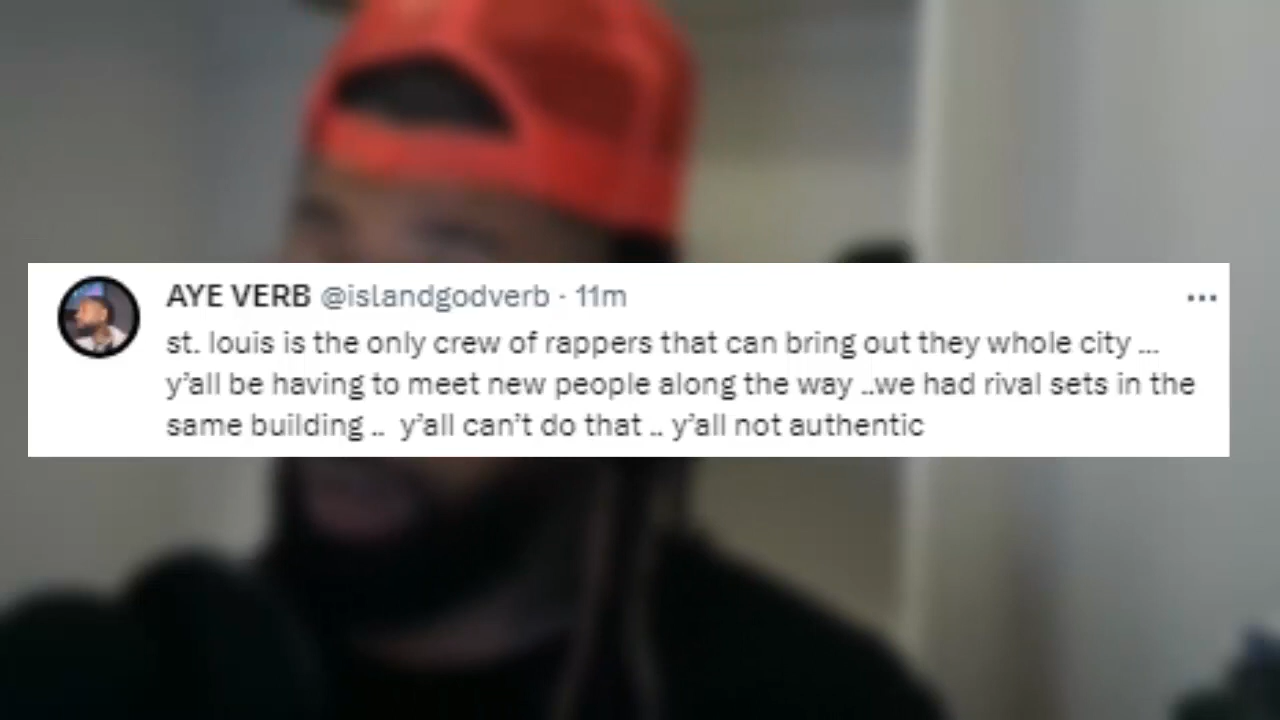 AYE VERB @islandgodverb · 11m
st. louis is the only crew of rappers that can bring out they whole city ...
y'all be having to meet new people along the way ..we had rival sets in the
same building .. y'all can't do that .. y'all not authentic